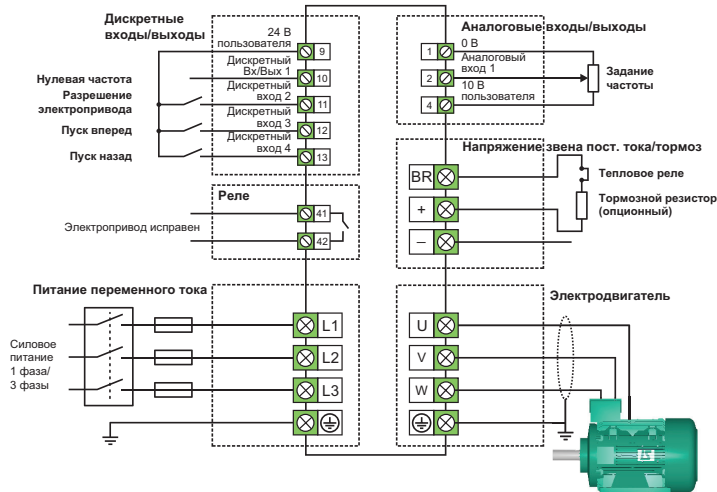 Дискретные
входы/выходы
24 В
пользователя
9
Дискретный
Вх/Вых 1
10
Нулевая частота
Дискретный
вход 2
11
Разрешение
электропривода
Дискретный
вход 3
12
Пуск вперед
Дискретный
вход 4
13
Пуск назад
Аналоговые входы/выходы
1
0 В
Аналоговый
вход 1
2
10 В
пользователя
4
Задание
частоты
Реле
41
42
Электропривод исправен
Напряжение звена пост. тока/тормоз
BR
+
–
Тепловое реле
Тормозной резистор
(опционный)
Питание переменного тока
Силовое
питание
1 фаза/
3 фазы
L1
L2
L3
Электродвигатель
U
V
W